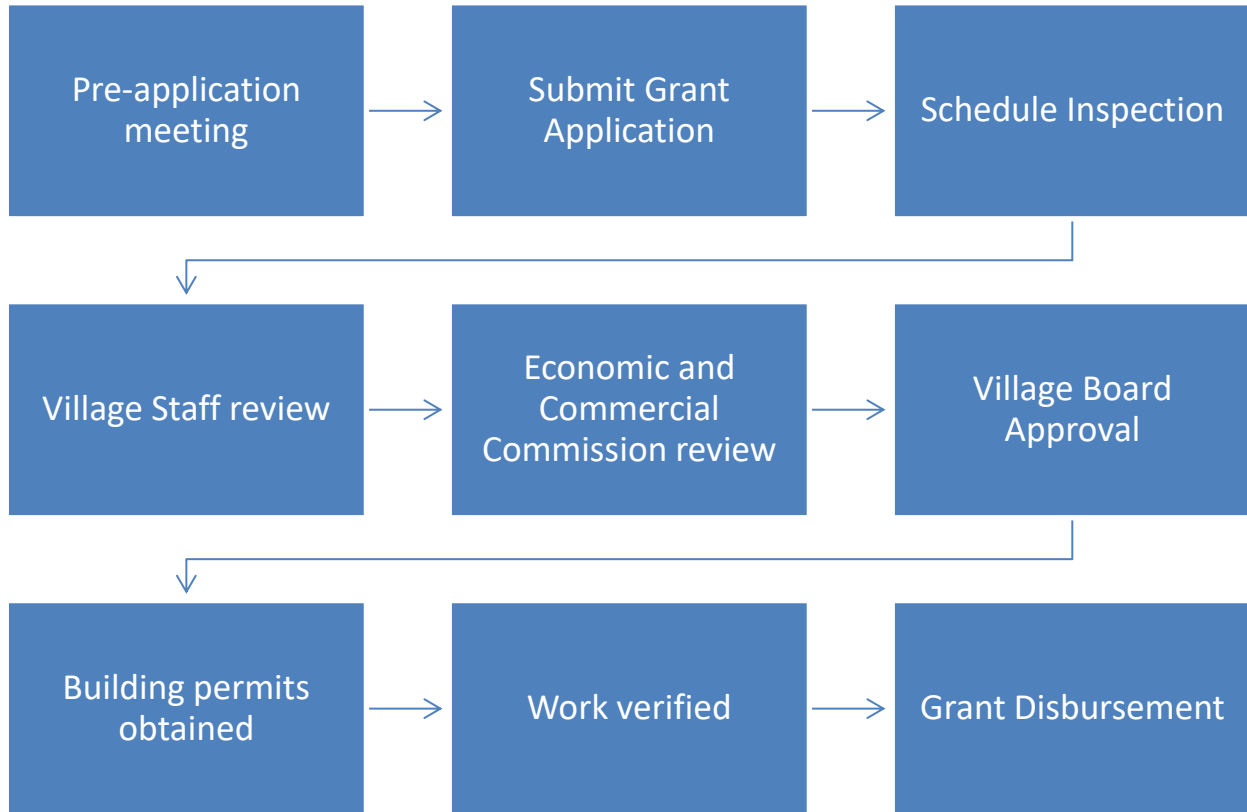 Pre-application
meeting
Submit Grant
Application
Schedule Inspection
Village Staff review
Economic and
Commercial
Commission review
Village Board
Approval
Building permits
obtained
Work verified
Grant Disbursement